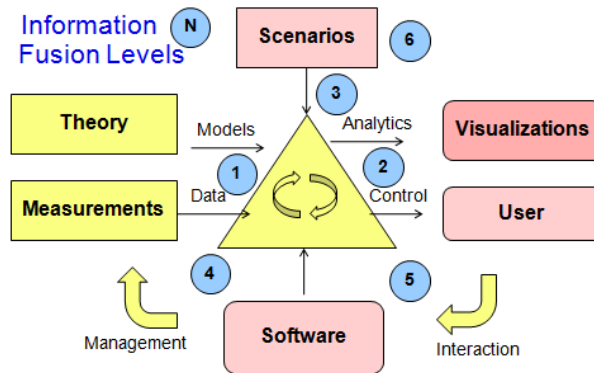 Information
Fusion Levels
N
Scenarios
6
3
Theory
Models
Analytics
Visualizations
1
2
Measurements
Data
Control
User
4
5
Software
Management
Interaction